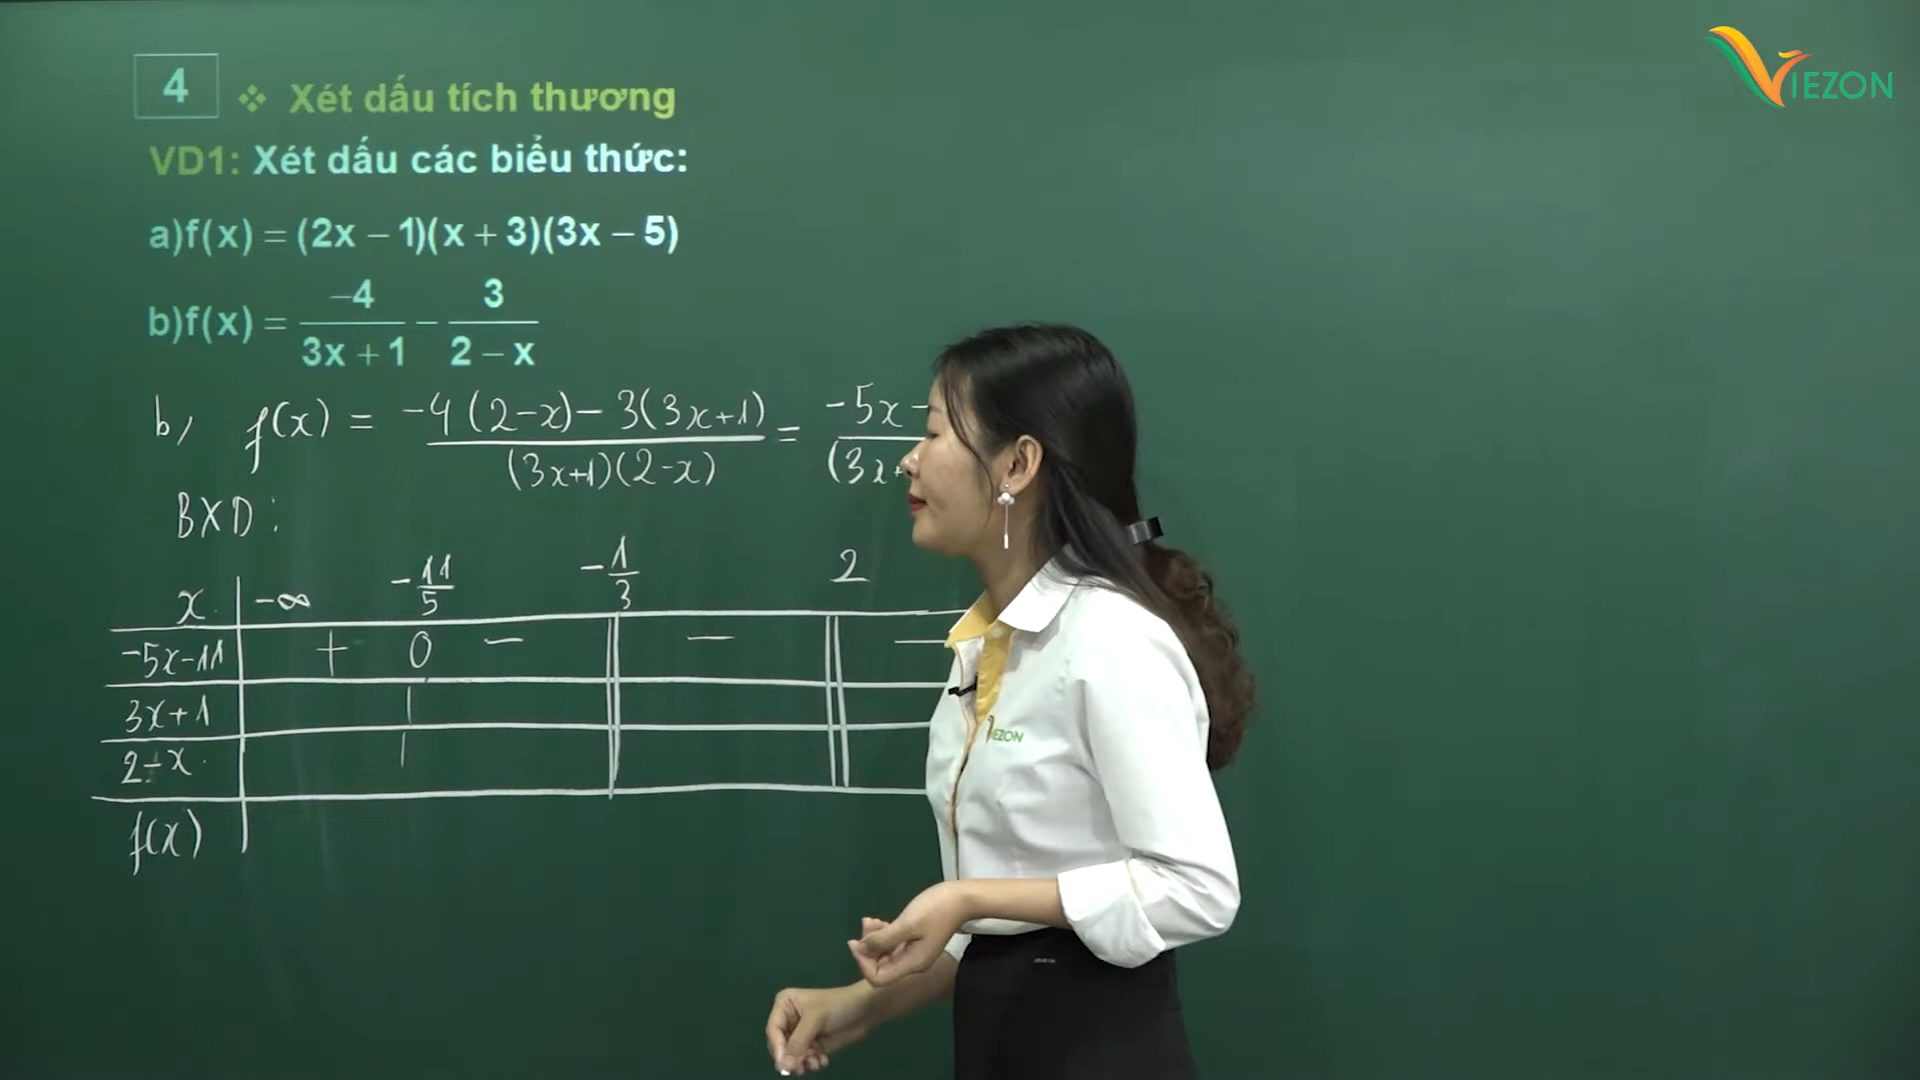 VIEZON
4 ❖ Xét dấu tích thương
VD1: Xét dấu các biểu thức:
a)f(x) = (2x – 1)(x + 3)(3x – 5)
b)f(x) = −4/(3x + 1) − 3/(2 − x)
b, f(x) = -4(2-x)-3(3x+1)/(3x+1)(2-x) = -5x-/(3x+
BXD:
x -∞ -11/5 -1/3 2
-5x-11 + 0 − || − || −
3x+1 | || ||
2-x | || ||
f(x)
VIEZON